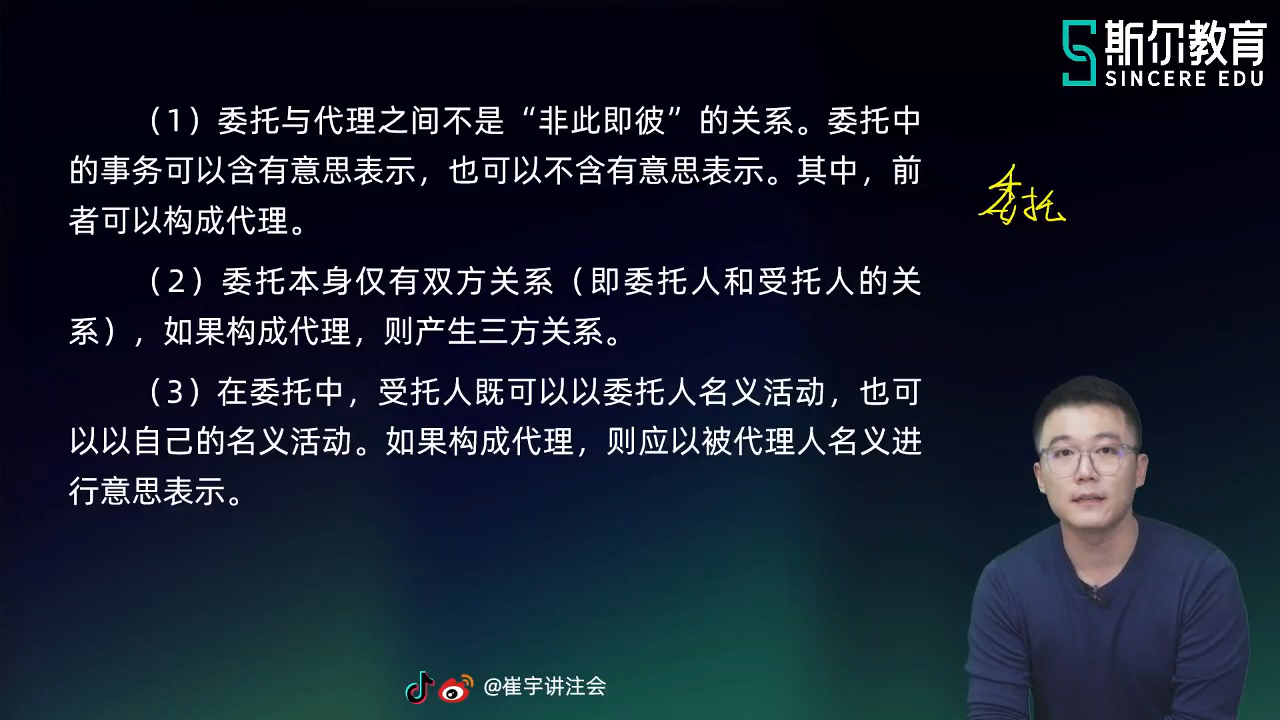 斯尔教育
SINCERE EDU
（1）委托与代理之间不是“非此即彼”的关系。委托中
的事务可以含有意思表示，也可以不含有意思表示。其中，前
者可以构成代理。
委托
（2）委托本身仅有双方关系（即委托人和受托人的关
系），如果构成代理，则产生三方关系。
（3）在委托中，受托人既可以以委托人名义活动，也可
以以自己的名义活动。如果构成代理，则应以被代理人名义进
行意思表示。
@崔宇讲注会